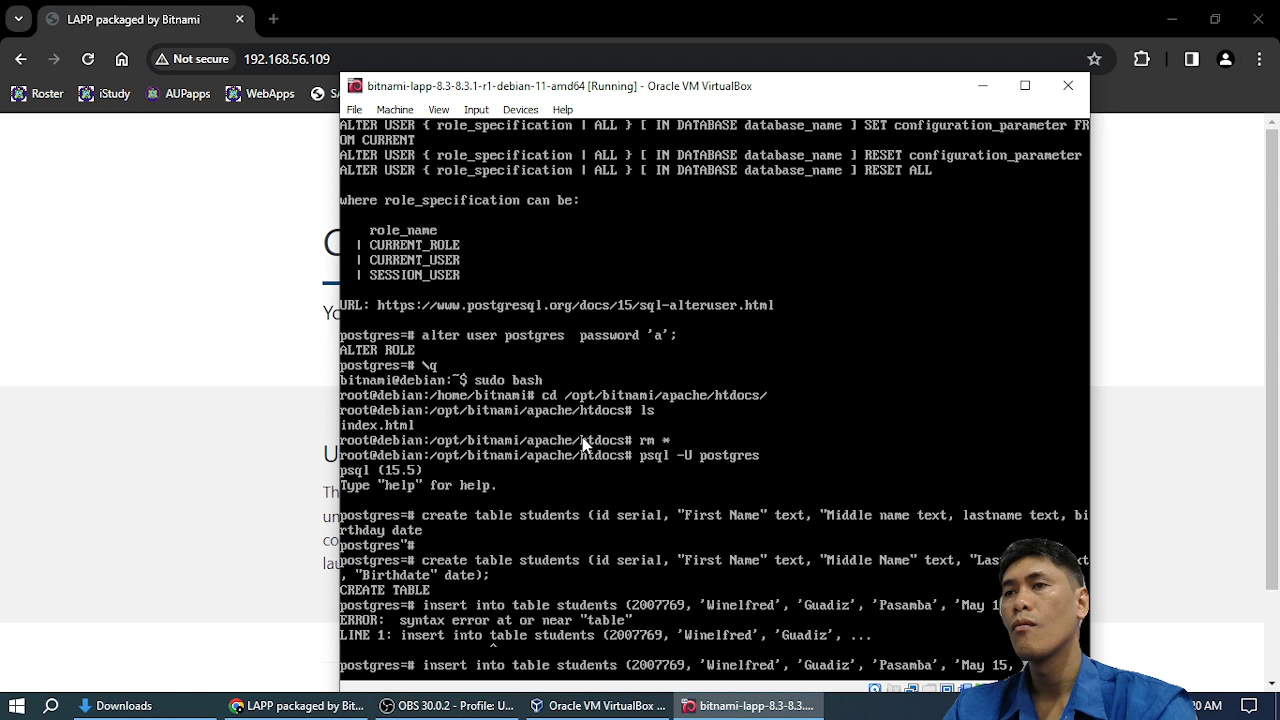 LAPP packaged by Bitnami
Not secure 192.168.56.109
Roster iStudy AUPapps WebApps
bitnami-lapp-8.3-8.3.1-r1-debian-11-amd64 [Running] - Oracle VM VirtualBox
File Machine View Input Devices Help
ALTER USER { role_specification | ALL } [ IN DATABASE database_name ] SET configuration_parameter FR
OM CURRENT
ALTER USER { role_specification | ALL } [ IN DATABASE database_name ] RESET configuration_parameter
ALTER USER { role_specification | ALL } [ IN DATABASE database_name ] RESET ALL
where role_specification can be:
role_name
| CURRENT_ROLE
| CURRENT_USER
| SESSION_USER
URL: https://www.postgresql.org/docs/15/sql-alteruser.html
postgres=# alter user postgres  password 'a';
ALTER ROLE
postgres=# \q
bitnami@debian:~$ sudo bash
root@debian:/home/bitnami# cd /opt/bitnami/apache/htdocs/
root@debian:/opt/bitnami/apache/htdocs# ls
index.html
root@debian:/opt/bitnami/apache/htdocs# rm *
root@debian:/opt/bitnami/apache/htdocs# psql -U postgres
psql (15.5)
Type "help" for help.
postgres=# create table students (id serial, "First Name" text, "Middle name text, lastname text, bi
rthday date
postgres"#
postgres=# create table students (id serial, "First Name" text, "Middle Name" text,
, "Birthdate" date);
CREATE TABLE
postgres=# insert into table students (2007769, 'Winelfred', 'Guadiz', 'Pasamba', 'May
ERROR:  syntax error at or near "table"
LINE 1: insert into table students (2007769, 'Winelfred', 'Guadiz', ...
^
postgres=# insert into table students (2007769, 'Winelfred', 'Guadiz', 'Pasamba', 'May 15,
Downloads LAPP packaged by Bit... OBS 30.0.2 - Profile: U... Oracle VM VirtualBox ... bitnami-lapp-8.3-8.3.... AM